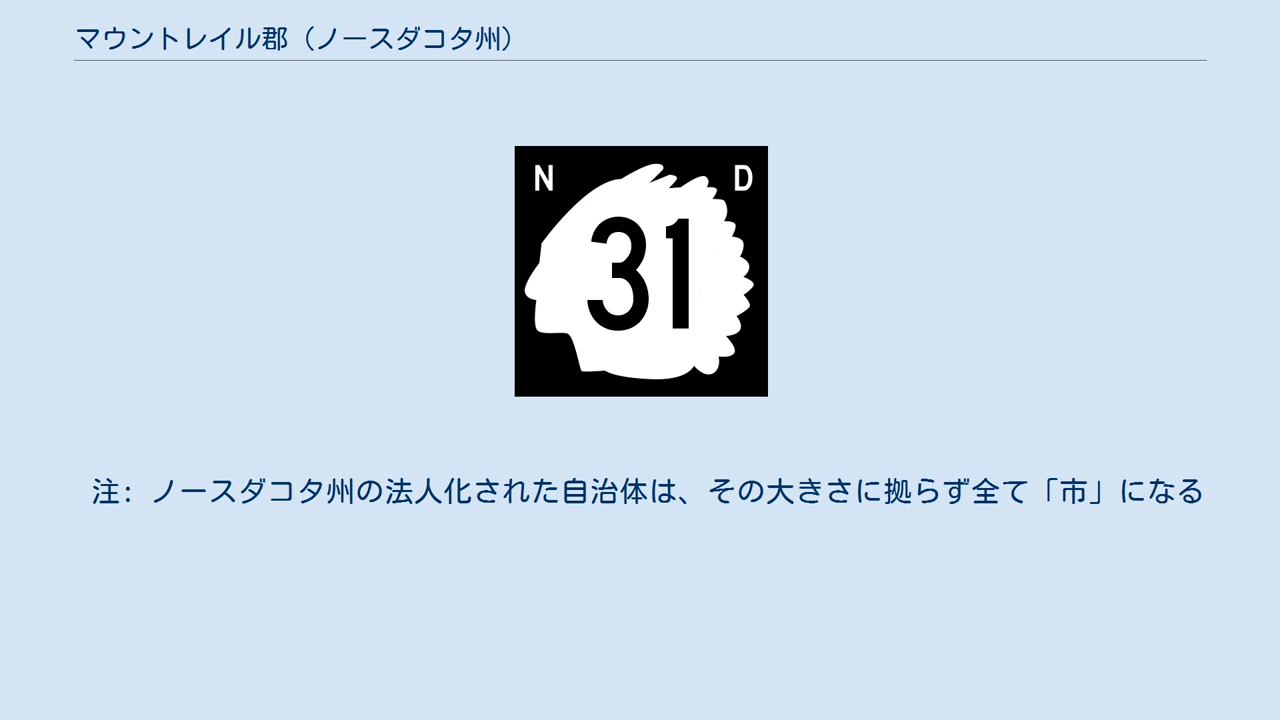 マウントレイル郡（ノースダコタ州）
N D
31
注: ノースダコタ州の法人化された自治体は、その大きさに拠らず全て「市」になる